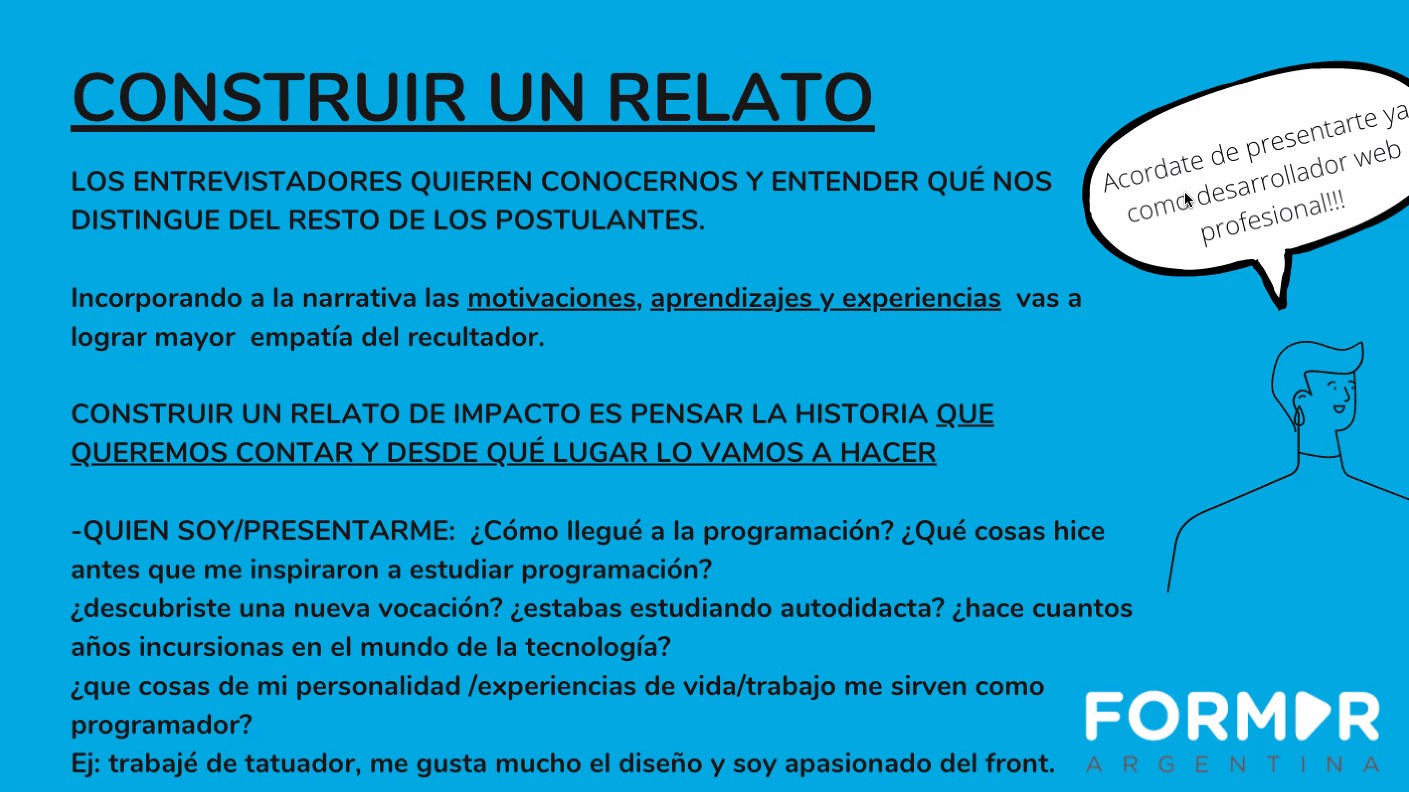 CONSTRUIR UN RELATO
LOS ENTREVISTADORES QUIEREN CONOCERNOS Y ENTENDER QUÉ NOS
DISTINGUE DEL RESTO DE LOS POSTULANTES.
Incorporando a la narrativa las motivaciones, aprendizajes y experiencias vas a
lograr mayor empatía del recultador.
CONSTRUIR UN RELATO DE IMPACTO ES PENSAR LA HISTORIA QUE
QUEREMOS CONTAR Y DESDE QUÉ LUGAR LO VAMOS A HACER
-QUIEN SOY/PRESENTARME: ¿Cómo llegué a la programación? ¿Qué cosas hice
antes que me inspiraron a estudiar programación?
¿descubriste una nueva vocación? ¿estabas estudiando autodidacta? ¿hace cuantos
años incursionas en el mundo de la tecnología?
¿que cosas de mi personalidad /experiencias de vida/trabajo me sirven como
programador?
Ej: trabajé de tatuador, me gusta mucho el diseño y soy apasionado del front.
Acordate de presentarte ya
como desarrollador web
profesional!!!
FORMAR
ARGENTINA